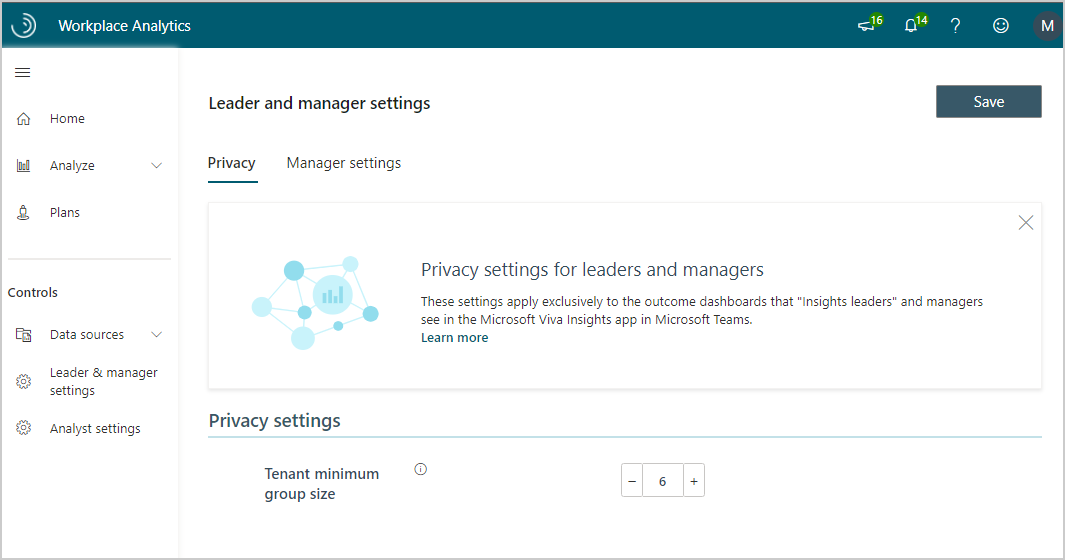 Workplace Analytics
16
14
M
Home
Analyze
Plans
Controls
Data sources
Leader & manager
settings
Analyst settings
Leader and manager settings
Save
Privacy
Manager settings
Privacy settings for leaders and managers
These settings apply exclusively to the outcome dashboards that "Insights leaders" and managers
see in the Microsoft Viva Insights app in Microsoft Teams.
Learn more
Privacy settings
Tenant minimum
group size
− 6 +